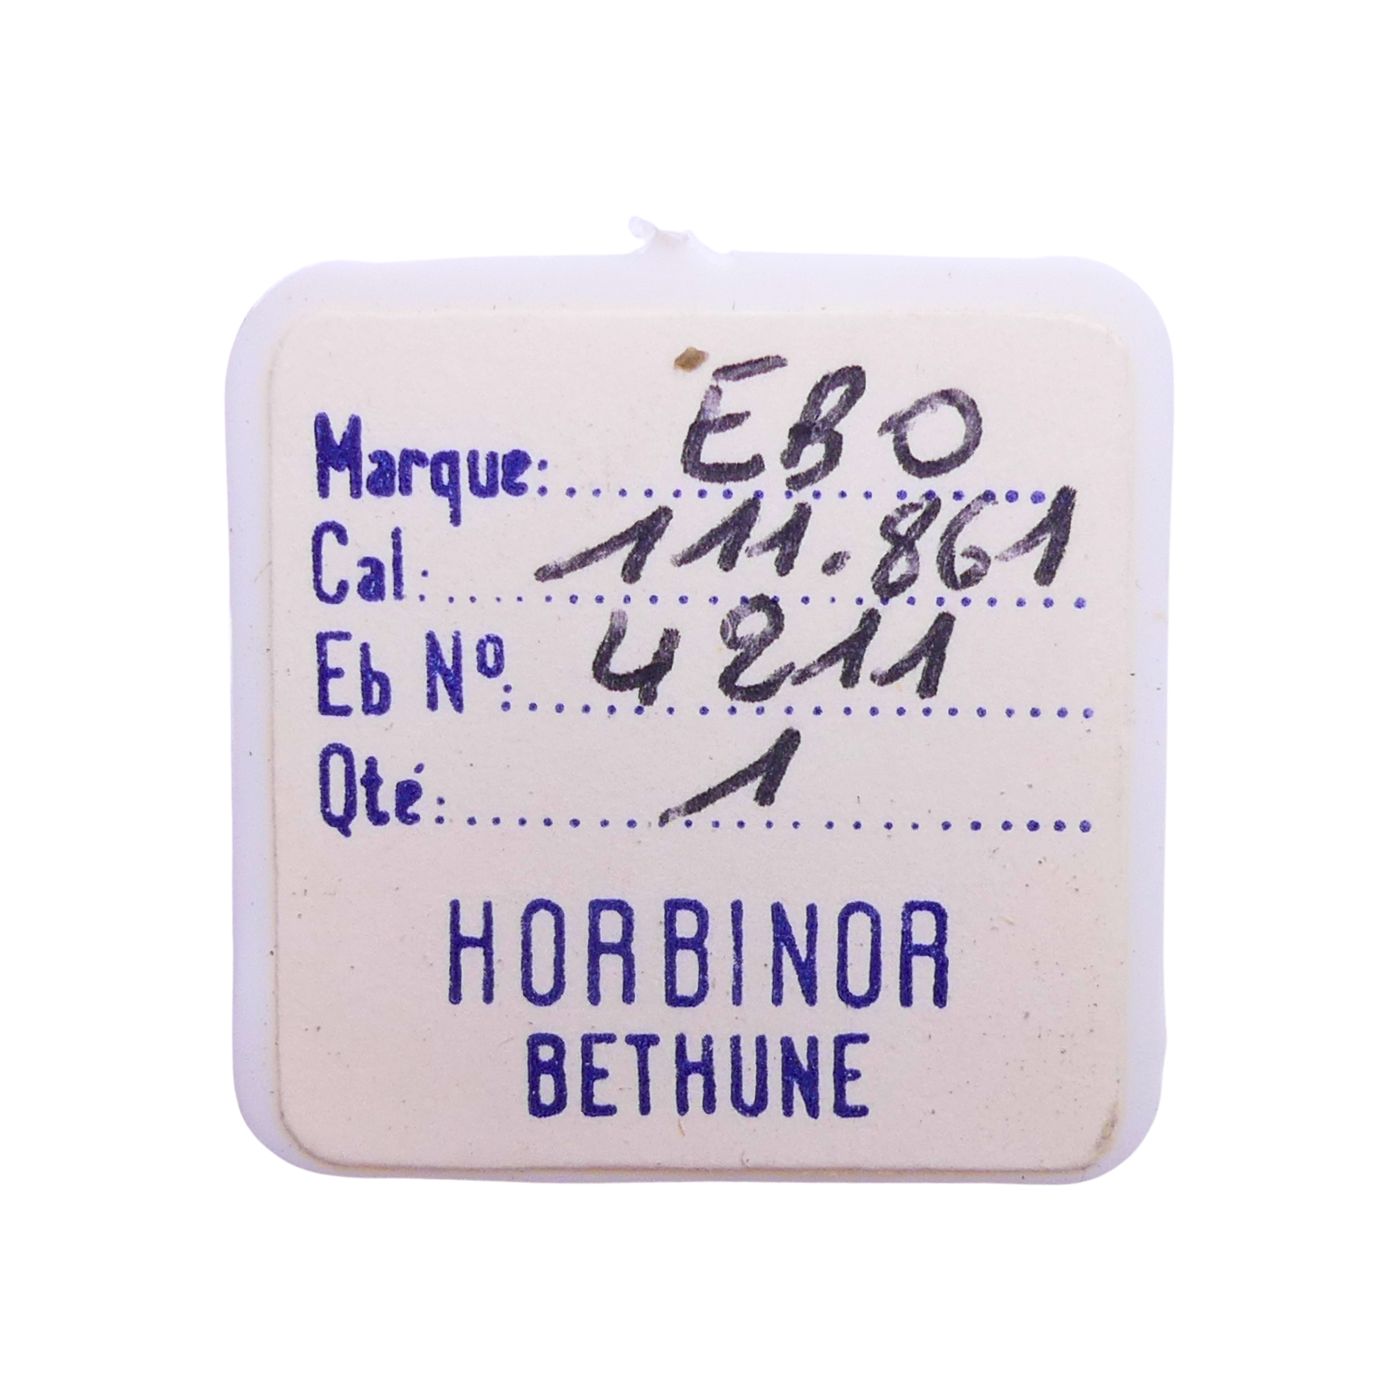 Marque: EBO
Cal: 111.861
Eb Nº: 4211
Qté: 1
HORBINOR
BETHUNE